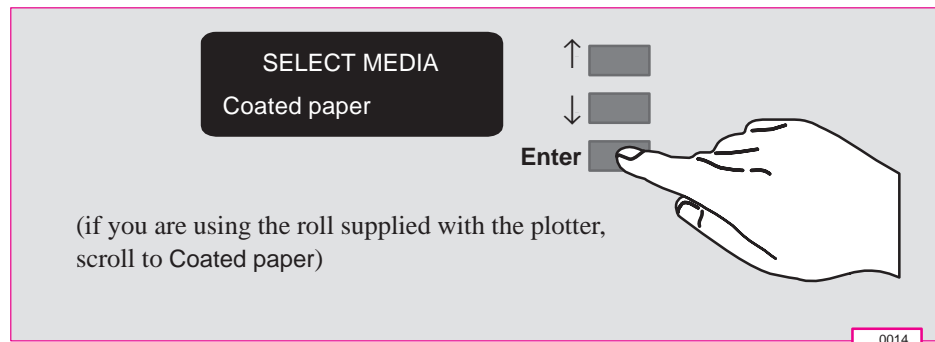 SELECT MEDIA
Coated paper
↑
↓
Enter
(if you are using the roll supplied with the plotter,
scroll to Coated paper)
0014